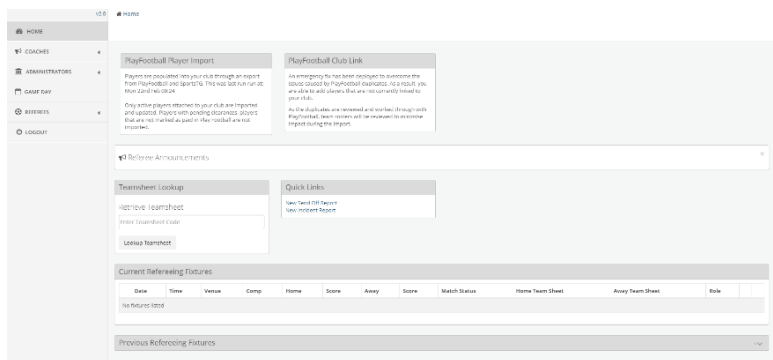 v3.8
Home
HOME
COACHES
ADMINISTRATORS
GAME DAY
REFEREES
LOGOUT
PlayFootball Player Import
Players are populated into your club through an export
from PlayFootball and SportsTG. This was last run run at:
Mon 22nd Feb 08:24
Only active players attached to your club are imported
and updated. Players with pending clearances, players
that are not marked as paid in Play Football are not
imported.
PlayFootball Club Link
An emergency fix has been deployed to overcome the
issues caused by PlayFootball duplicates. As a result, you
are able to add players that are not currently linked to
your club.
As the duplicates are reviewed and worked through with
PlayFootball, team rosters will be reviewed to determine
impact during the import.
Referee Announcements
Teamsheet Lookup
Retrieve Teamsheet
Enter Teamsheet Code
Lookup Teamsheet
Quick Links
New Send Off Report
New Incident Report
Current Refereeing Fixtures
Date Time Venue Comp Home Score Away Score Match Status Home Team Sheet Away Team Sheet Role
No fixtures listed
Previous Refereeing Fixtures